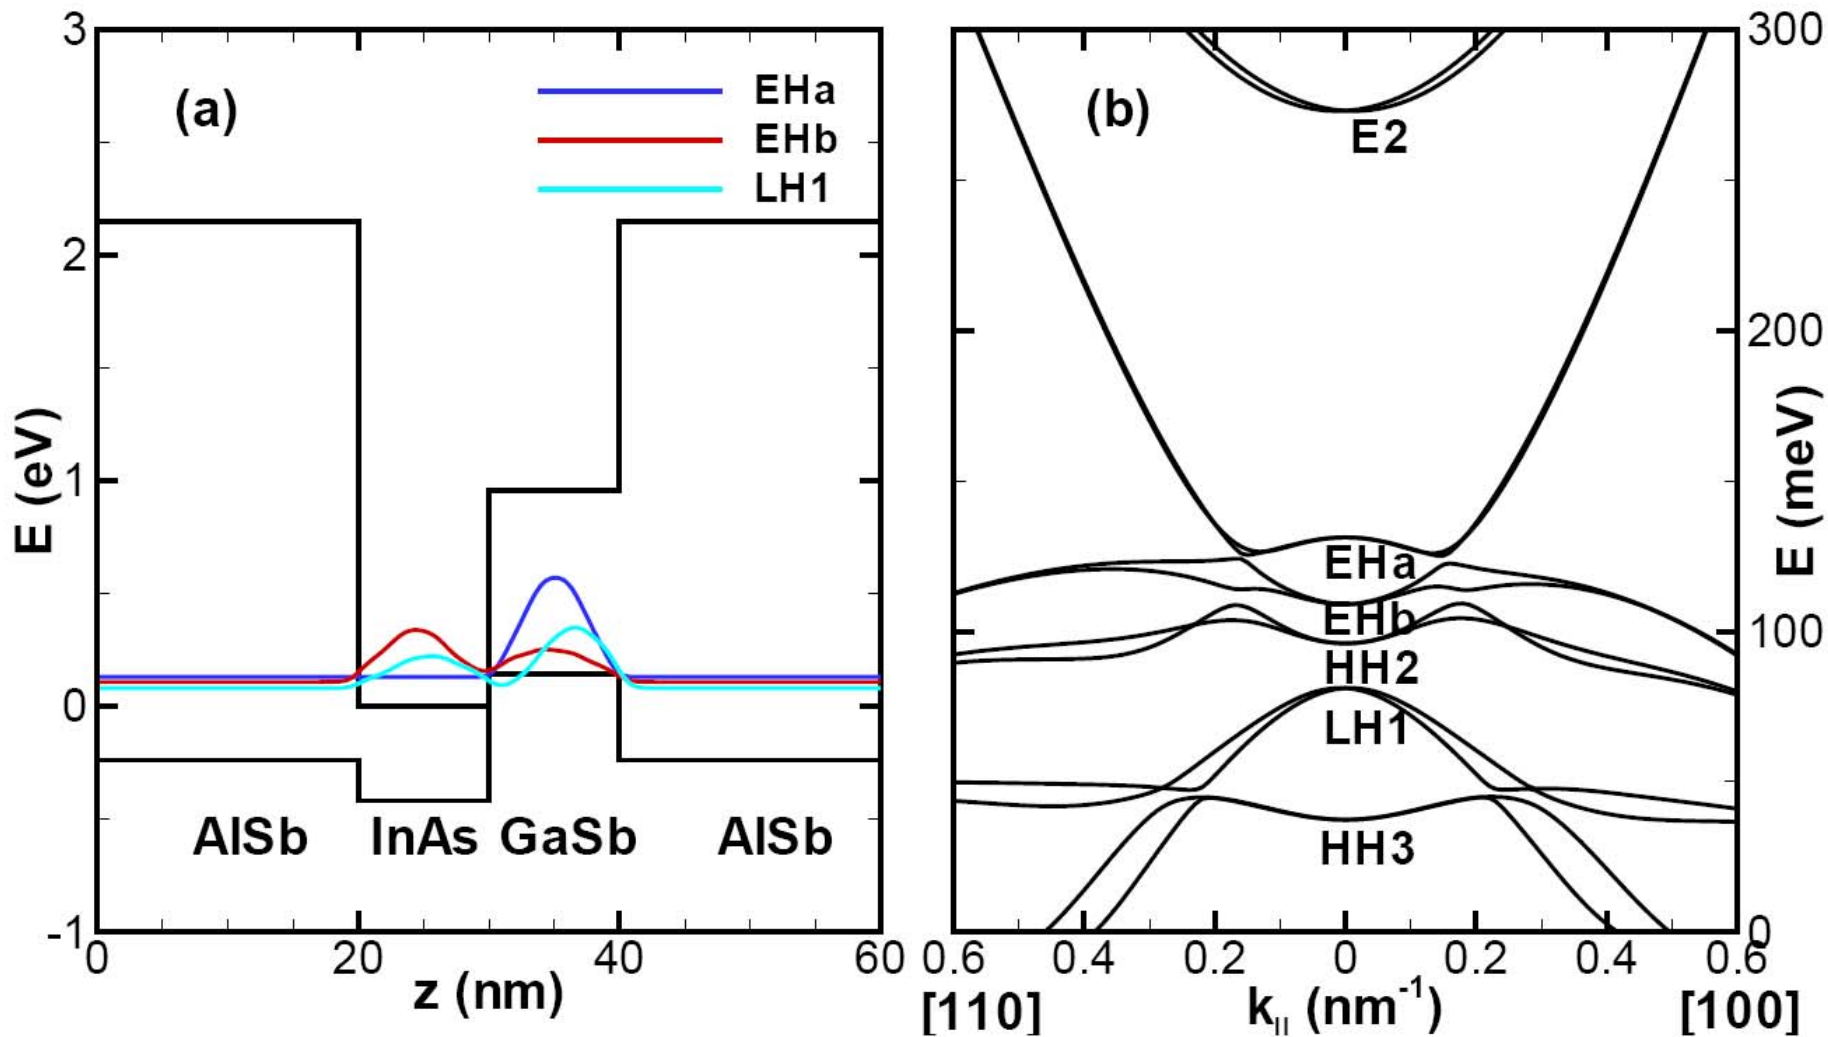 (a)
EHa
EHb
LH1
3
2
1
0
-1
E (eV)
AlSb InAs GaSb AlSb
0 20 40 60
z (nm)
(b)
E2
EHa
EHb
HH2
LH1
HH3
300
200
100
0
E (meV)
0.6 0.4 0.2 0 0.2 0.4 0.6
[110] k|| (nm-1) [100]